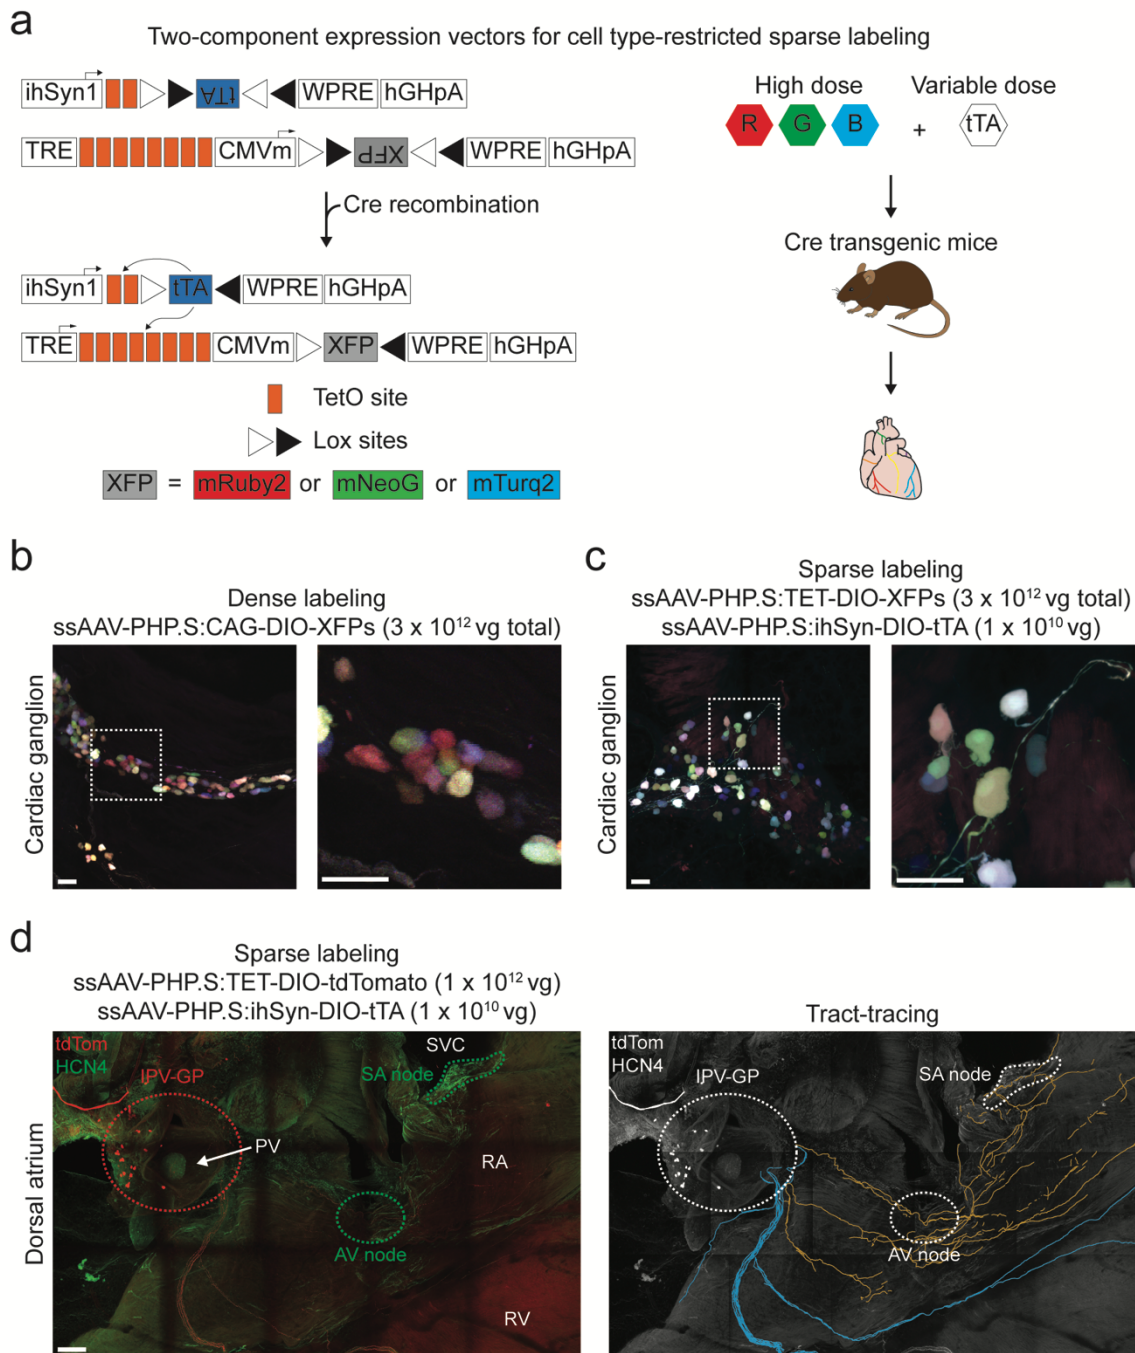 a
Two-component expression vectors for cell type-restricted sparse labeling
ihSyn1 tTA WPRE hGHpA
TRE CMVm XFP WPRE hGHpA
Cre recombination
ihSyn1 tTA WPRE hGHpA
TRE CMVm XFP WPRE hGHpA
TetO site
Lox sites
XFP = mRuby2 or mNeoG or mTurq2
High dose Variable dose
R G B + tTA
Cre transgenic mice
b
Dense labeling
ssAAV-PHP.S:CAG-DIO-XFPs (3 x 10¹² vg total)
Cardiac ganglion
c
Sparse labeling
ssAAV-PHP.S:TET-DIO-XFPs (3 x 10¹² vg total)
ssAAV-PHP.S:ihSyn-DIO-tTA (1 x 10¹⁰ vg)
Cardiac ganglion
d
Sparse labeling
ssAAV-PHP.S:TET-DIO-tdTomato (1 x 10¹² vg)
ssAAV-PHP.S:ihSyn-DIO-tTA (1 x 10¹⁰ vg)
Dorsal atrium
tdTom
HCN4
IPV-GP
SVC
SA node
PV
RA
AV node
RV
Tract-tracing
tdTom
HCN4
IPV-GP
SA node
AV node